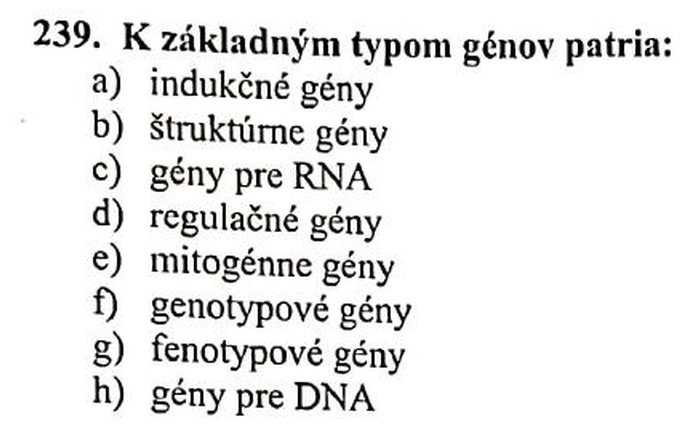 239. K základným typom génov patria:
a) indukčné gény
b) štruktúrne gény
c) gény pre RNA
d) regulačné gény
e) mitogénne gény
f) genotypové gény
g) fenotypové gény
h) gény pre DNA